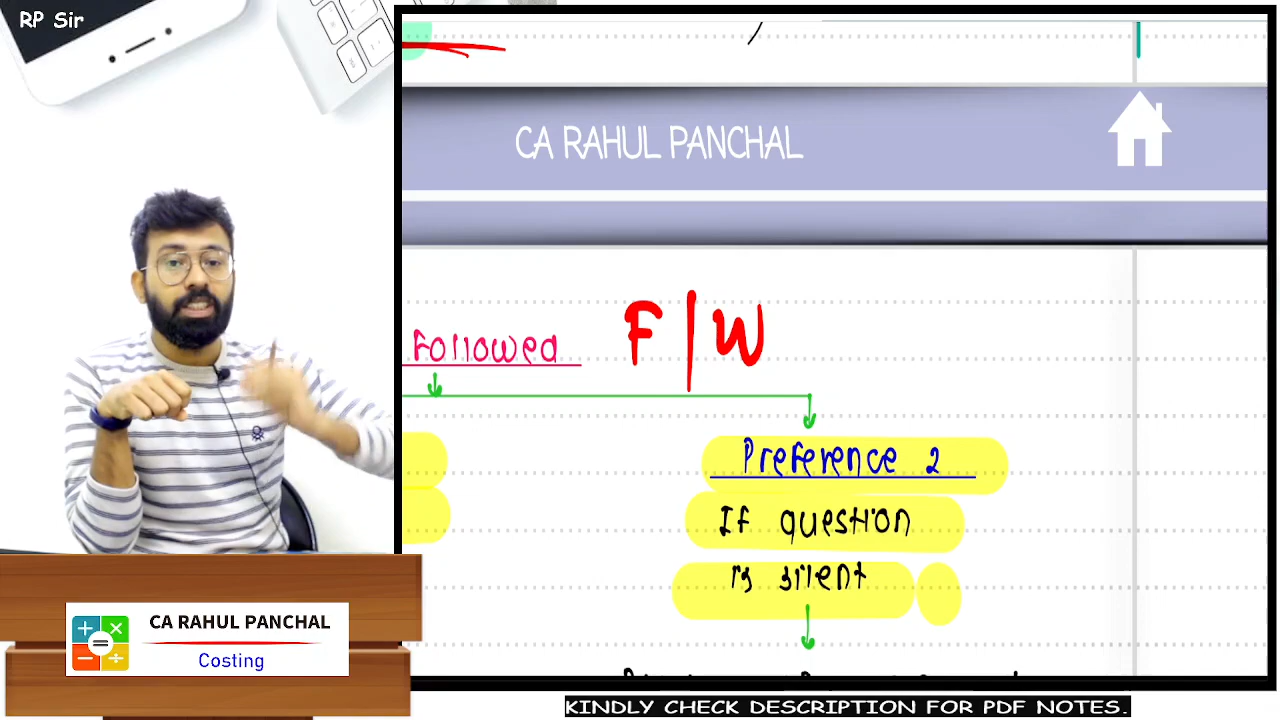 RP Sir
CA RAHUL PANCHAL
Followed
F | W
Preference 2
If question
is silent
CA RAHUL PANCHAL
Costing
KINDLY CHECK DESCRIPTION FOR PDF NOTES.